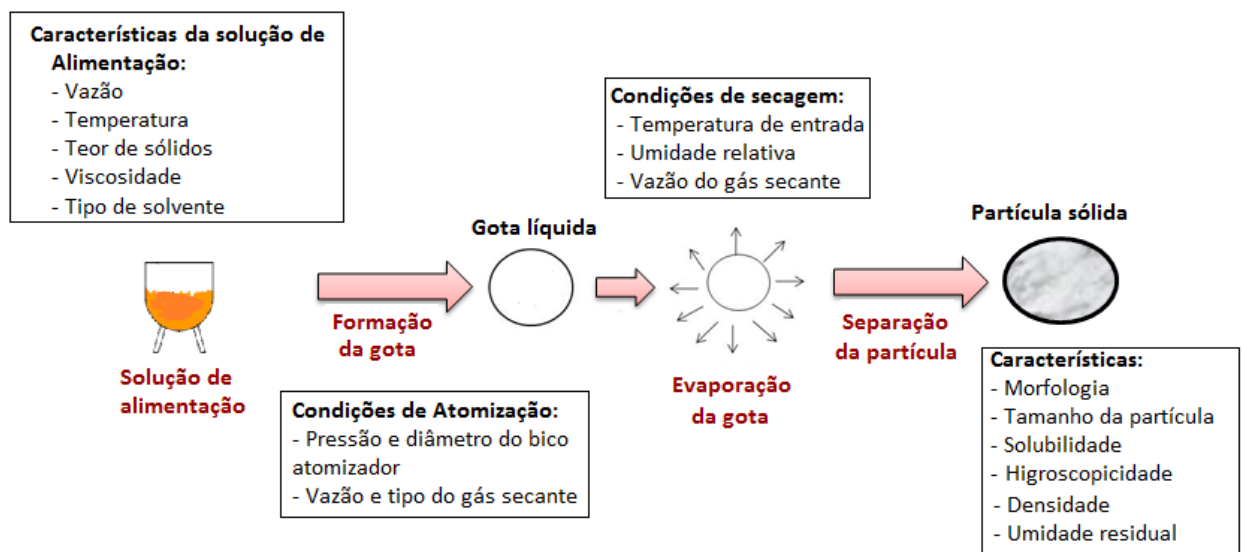 Características da solução de
Alimentação:
- Vazão
- Temperatura
- Teor de sólidos
- Viscosidade
- Tipo de solvente
Solução de
alimentação
Formação
da gota
Condições de Atomização:
- Pressão e diâmetro do bico
atomizador
- Vazão e tipo do gás secante
Gota líquida
Condições de secagem:
- Temperatura de entrada
- Umidade relativa
- Vazão do gás secante
Evaporação
da gota
Separação
da partícula
Partícula sólida
Características:
- Morfologia
- Tamanho da partícula
- Solubilidade
- Higroscopicidade
- Densidade
- Umidade residual